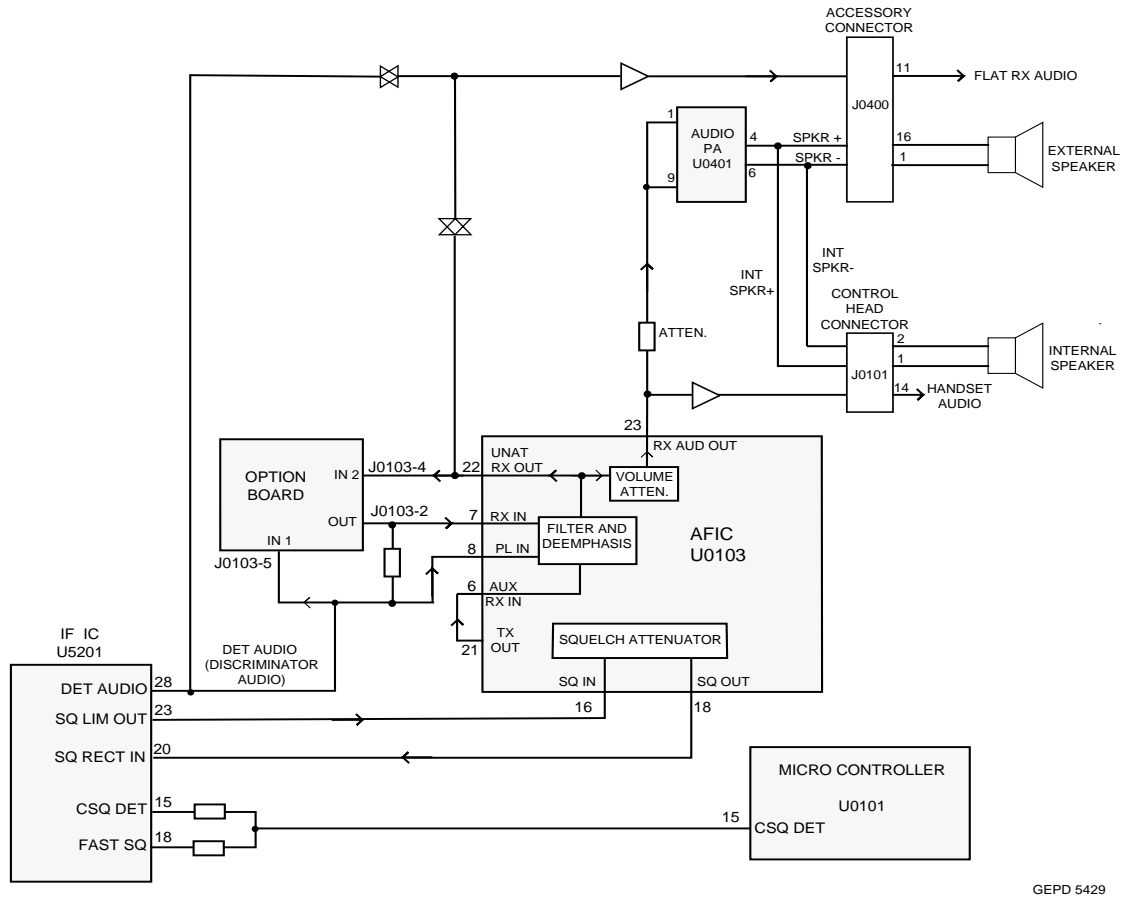 ACCESSORY
CONNECTOR
11
FLAT RX AUDIO
J0400
1
AUDIO
PA
U0401
4
SPKR +
16
EXTERNAL
SPEAKER
SPKR -
1
9
6
INT
SPKR-
INT
SPKR+
CONTROL
HEAD
CONNECTOR
ATTEN.
2
INTERNAL
SPEAKER
1
J0101
14
HANDSET
AUDIO
23
RX AUD OUT
OPTION
BOARD
IN 2
J0103-4
22
UNAT
RX OUT
VOLUME
ATTEN.
OUT
J0103-2
7
RX IN
FILTER AND
DEEMPHASIS
AFIC
U0103
IN 1
J0103-5
8
PL IN
6
AUX
RX IN
TX
OUT
21
SQUELCH ATTENUATOR
IF IC
U5201
DET AUDIO
(DISCRIMINATOR
AUDIO)
DET AUDIO
28
SQ IN
SQ OUT
SQ LIM OUT
23
16
18
SQ RECT IN
20
MICRO CONTROLLER
U0101
CSQ DET
15
15
CSQ DET
FAST SQ
18
GEPD 5429